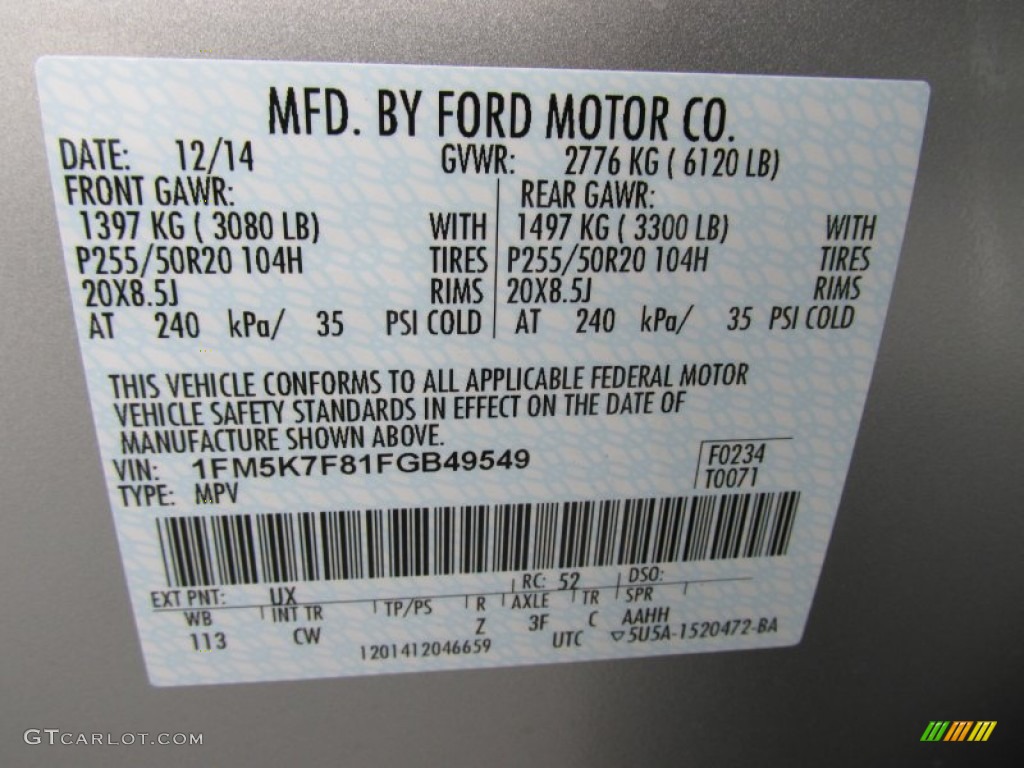 MFD. BY FORD MOTOR CO.
DATE: 12/14 GVWR: 2776 KG ( 6120 LB)
FRONT GAWR: REAR GAWR:
1397 KG ( 3080 LB) WITH 1497 KG ( 3300 LB) WITH
P255/50R20 104H TIRES P255/50R20 104H TIRES
20X8.5J RIMS 20X8.5J RIMS
AT 240 kPa/ 35 PSI COLD AT 240 kPa/ 35 PSI COLD
THIS VEHICLE CONFORMS TO ALL APPLICABLE FEDERAL MOTOR
VEHICLE SAFETY STANDARDS IN EFFECT ON THE DATE OF
MANUFACTURE SHOWN ABOVE.
VIN: 1FM5K7F81FGB49549 F0234
TYPE: MPV T0071
EXT PNT: UX RC: 52 DSO:
WB INT TR TP/PS R AXLE TR SPR
113 CW Z 3F C AAHH
1201412046659 UTC ▽5U5A-1520472-BA
GTCARLOT.COM